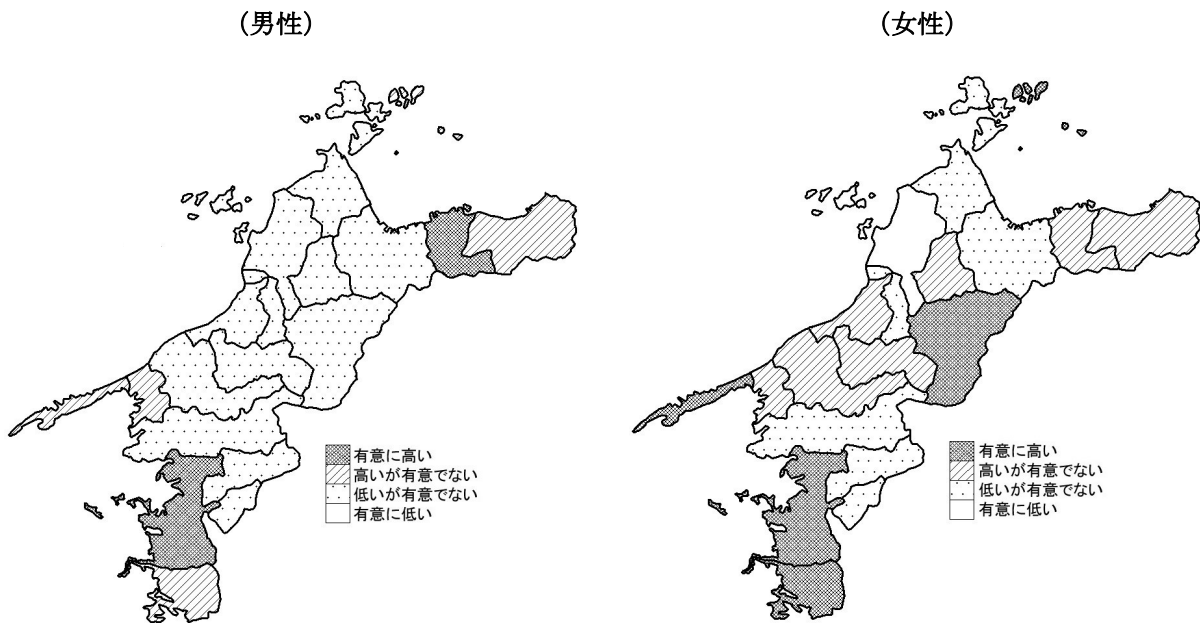 (男性)
(女性)
有意に高い
高いが有意でない
低いが有意でない
有意に低い
有意に高い
高いが有意でない
低いが有意でない
有意に低い